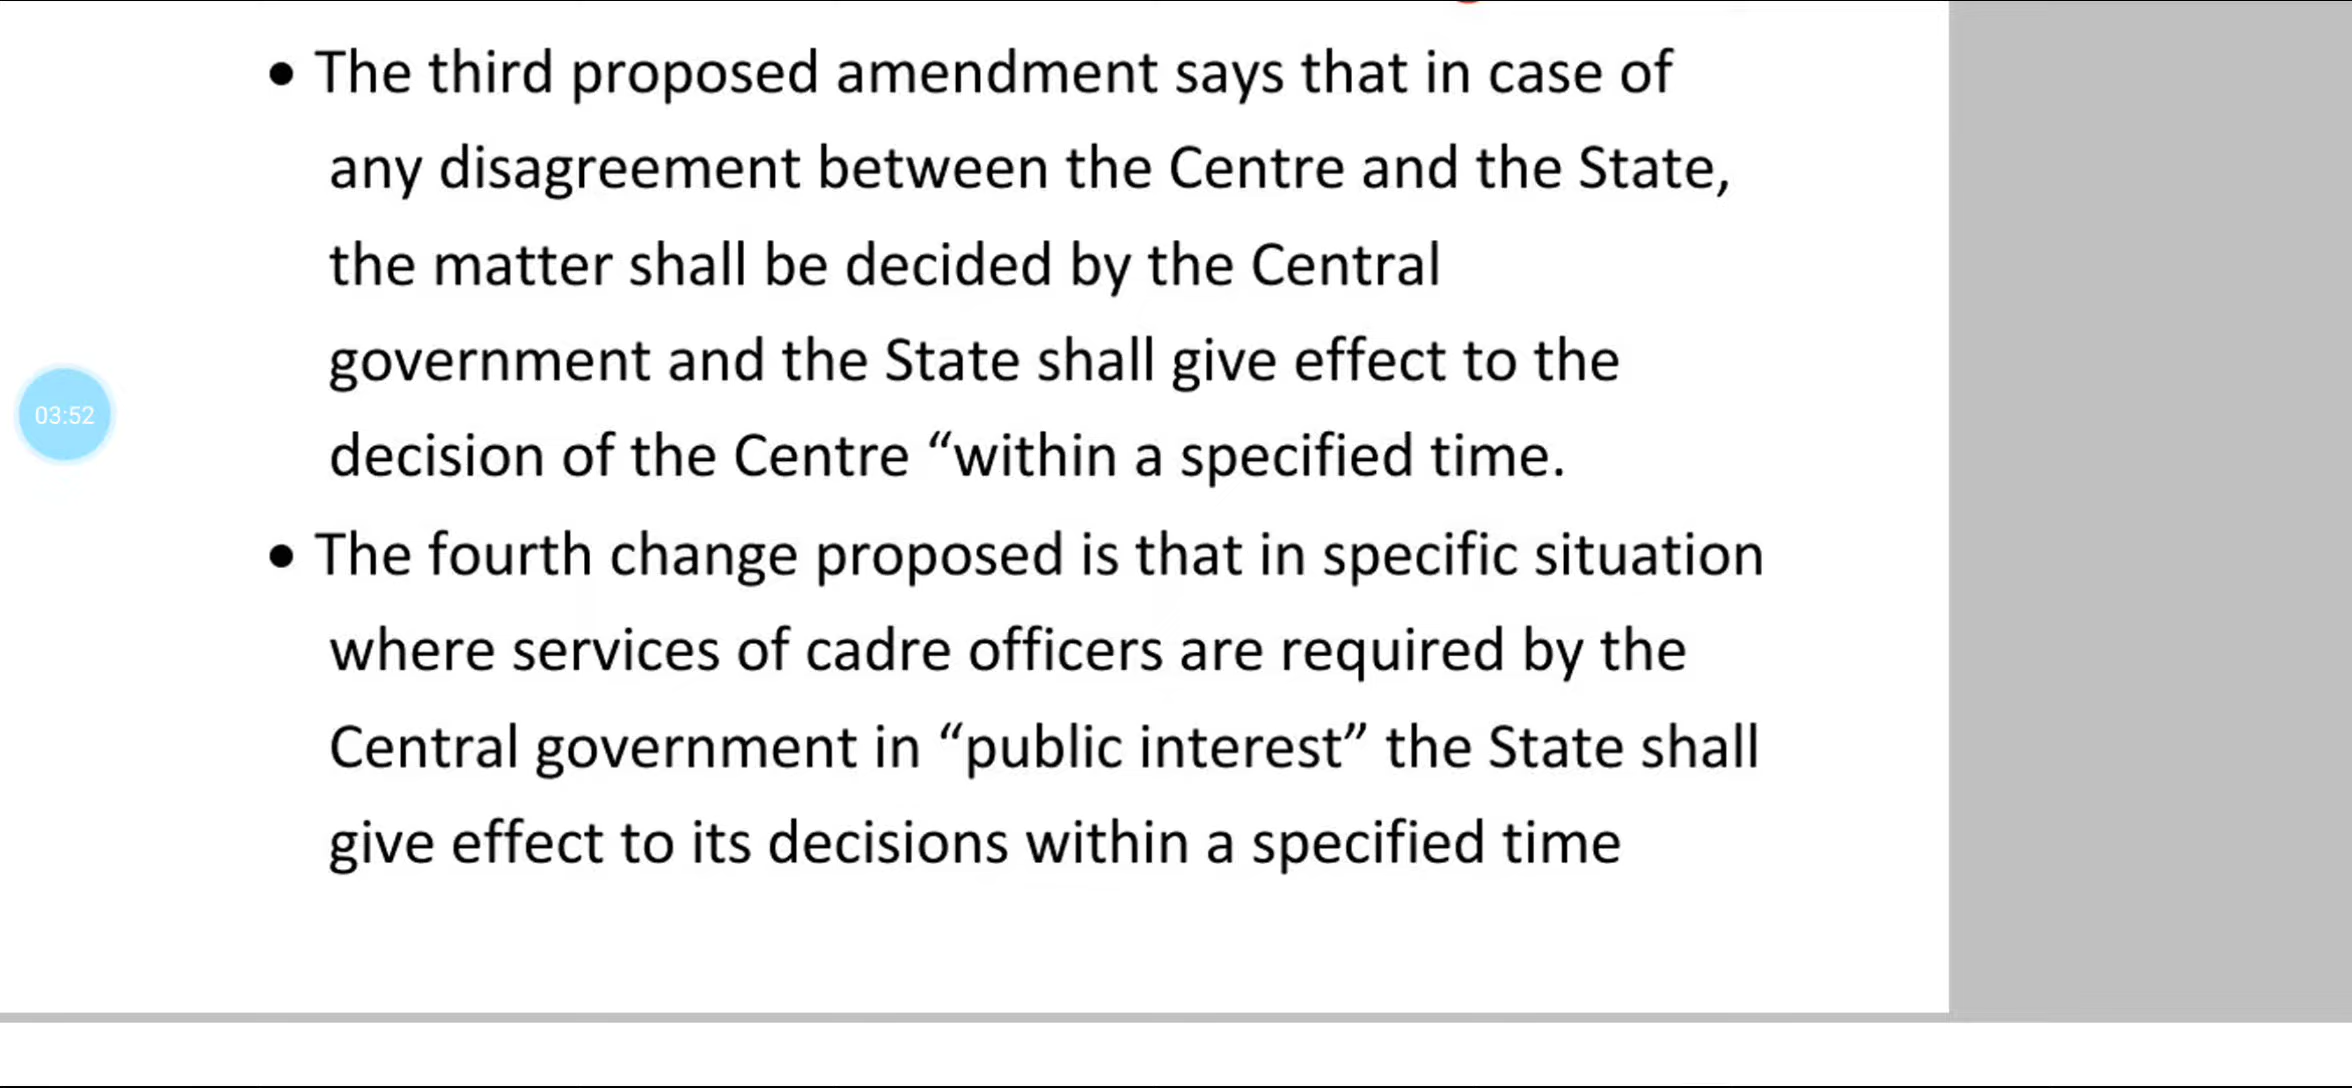 • The third proposed amendment says that in case of
any disagreement between the Centre and the State,
the matter shall be decided by the Central
government and the State shall give effect to the
decision of the Centre “within a specified time.
03:52
• The fourth change proposed is that in specific situation
where services of cadre officers are required by the
Central government in “public interest” the State shall
give effect to its decisions within a specified time